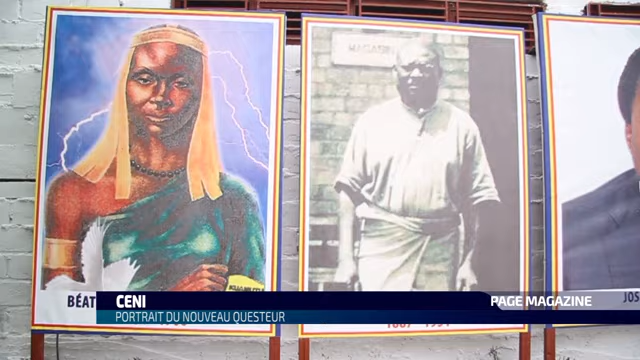 MAGASIN
BÉAT
JOS
CENI
PAGE MAGAZINE
PORTRAIT DU NOUVEAU QUESTEUR